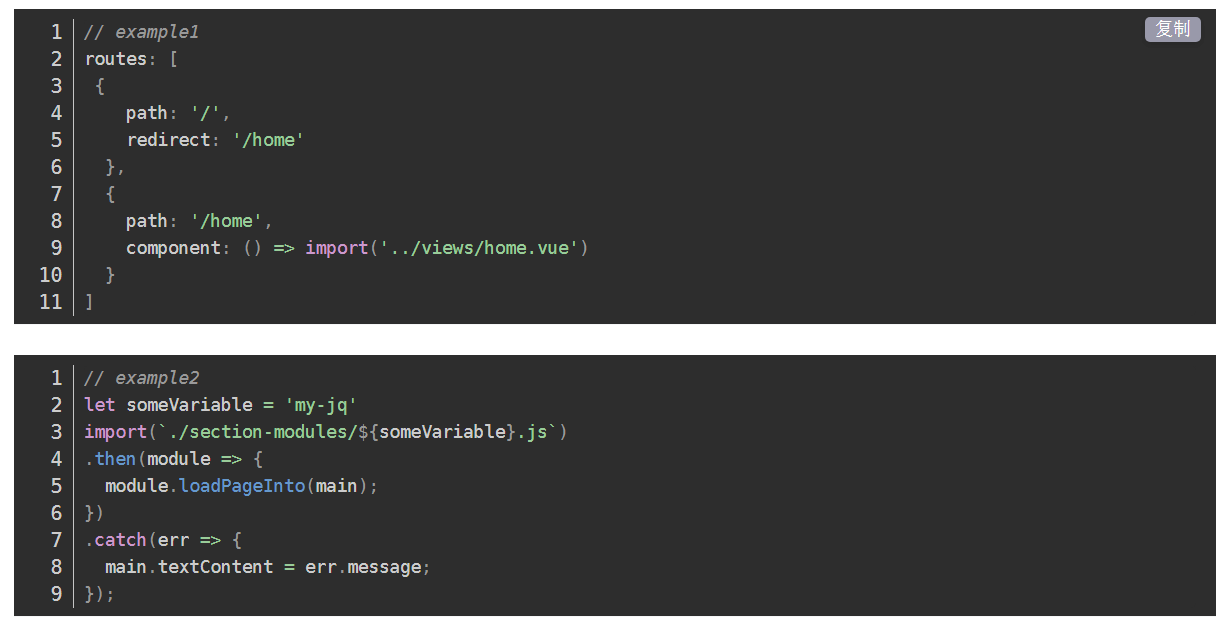 1 // example1
复制
2 routes: [
3 {
4 path: '/',
5 redirect: '/home'
6 },
7 {
8 path: '/home',
9 component: () => import('../views/home.vue')
10 }
11 ]
1 // example2
2 let someVariable = 'my-jq'
3 import(`./section-modules/${someVariable}.js`)
4 .then(module => {
5 module.loadPageInto(main);
6 })
7 .catch(err => {
8 main.textContent = err.message;
9 });